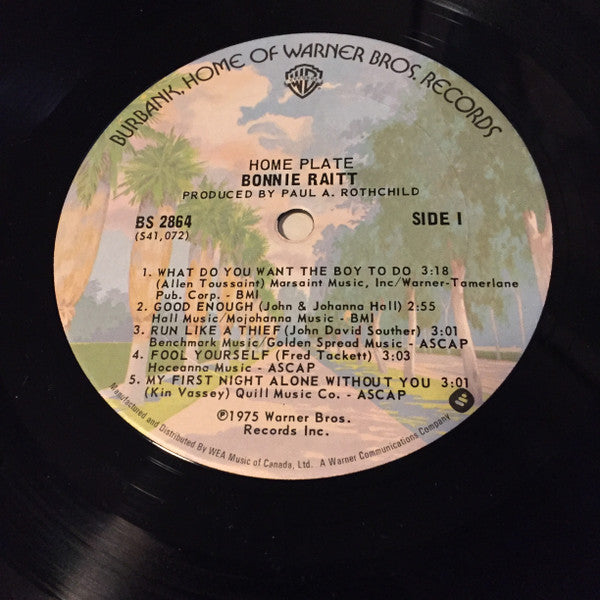 BURBANK, HOME OF WARNER BROS. RECORDS
HOME PLATE
BONNIE RAITT
PRODUCED BY PAUL A. ROTHCHILD
BS 2864
(S41,072)
SIDE 1
1. WHAT DO YOU WANT THE BOY TO DO 3:18
(Allen Toussaint) Marsaint Music, Inc/Warner-Tamerlane
Pub. Corp. - BMI
2. GOOD ENOUGH (John & Johanna Hall) 2:55
Hall Music/Mojohanna Music - BMI
3. RUN LIKE A THIEF (John David Souther) 3:01
Benchmark Music/Golden Spread Music - ASCAP
4. FOOL YOURSELF (Fred Tackett) 3:03
Hoceanna Music - ASCAP
5. MY FIRST NIGHT ALONE WITHOUT YOU 3:01
(Kin Vassey) Quill Music Co. - ASCAP
℗1975 Warner Bros.
Records Inc.
Manufactured and Distributed By WEA Music of Canada, Ltd. A Warner Communications Company